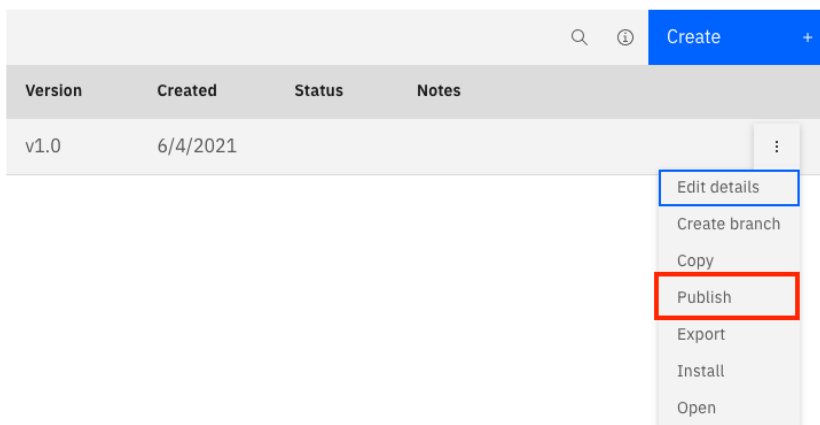 Create +
Version Created Status Notes
v1.0 6/4/2021
Edit details
Create branch
Copy
Publish
Export
Install
Open